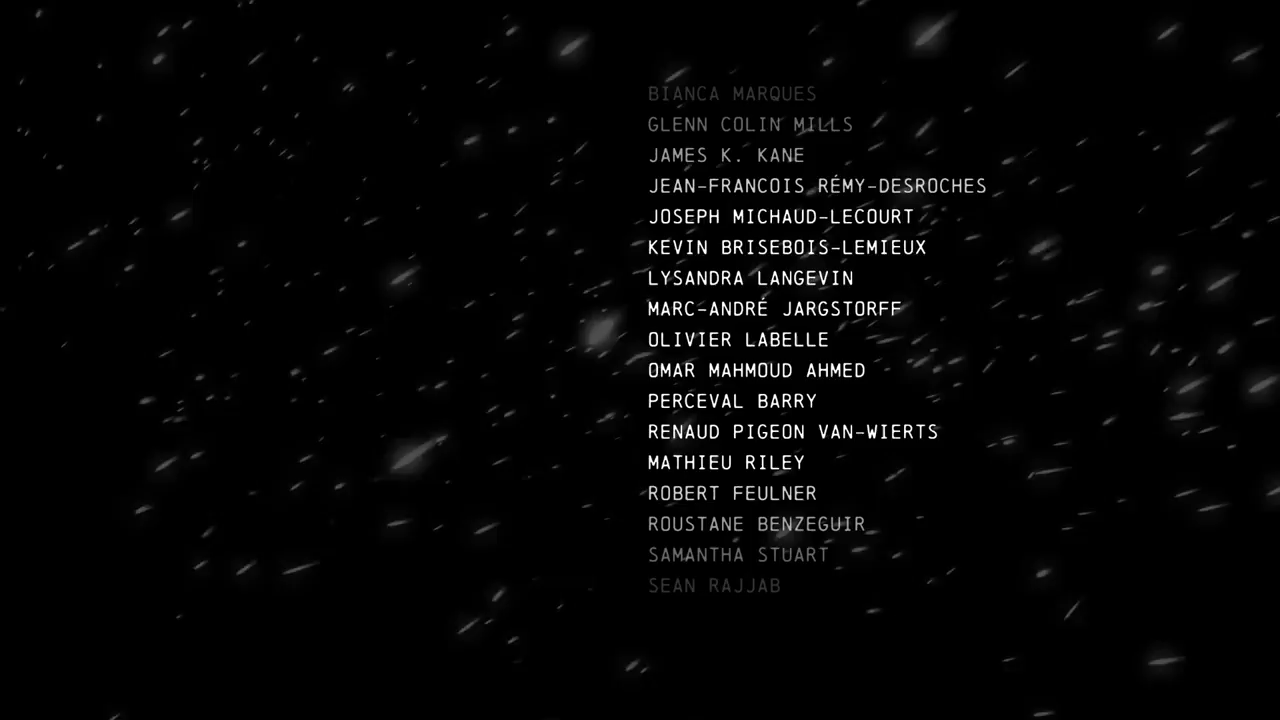 BIANCA MARQUES
GLENN COLIN MILLS
JAMES K. KANE
JEAN-FRANCOIS RÉMY-DESROCHES
JOSEPH MICHAUD-LECOURT
KEVIN BRISEBOIS-LEMIEUX
LYSANDRA LANGEVIN
MARC-ANDRÉ JARGSTORFF
OLIVIER LABELLE
OMAR MAHMOUD AHMED
PERCEVAL BARRY
RENAUD PIGEON VAN-WIERTS
MATHIEU RILEY
ROBERT FEULNER
ROUSTANE BENZEGUIR
SAMANTHA STUART
SEAN RAJJAB